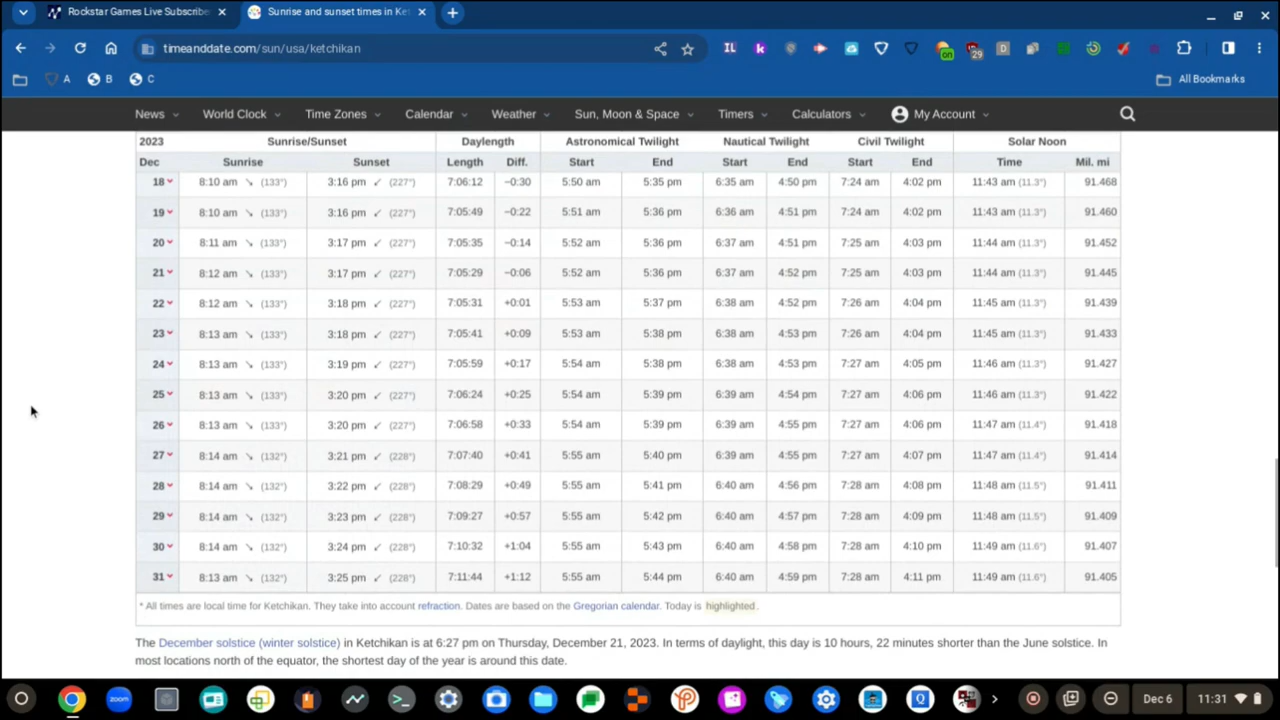 Rockstar Games Live Subscribe
Sunrise and sunset times in Ke
timeanddate.com/sun/usa/ketchikan
IL k on 29 D
A B C All Bookmarks
News World Clock Time Zones Calendar Weather Sun, Moon & Space Timers Calculators My Account
2023 Sunrise/Sunset Daylength Astronomical Twilight Nautical Twilight Civil Twilight Solar Noon
Dec Sunrise Sunset Length Diff. Start End Start End Start End Time Mil. mi
18 8:10 am ↘ (133°) 3:16 pm ↙ (227°) 7:06:12 −0:30 5:50 am 5:35 pm 6:35 am 4:50 pm 7:24 am 4:02 pm 11:43 am (11.3°) 91.468
19 8:10 am ↘ (133°) 3:16 pm ↙ (227°) 7:05:49 −0:22 5:51 am 5:36 pm 6:36 am 4:51 pm 7:24 am 4:02 pm 11:43 am (11.3°) 91.460
20 8:11 am ↘ (133°) 3:17 pm ↙ (227°) 7:05:35 −0:14 5:52 am 5:36 pm 6:37 am 4:51 pm 7:25 am 4:03 pm 11:44 am (11.3°) 91.452
21 8:12 am ↘ (133°) 3:17 pm ↙ (227°) 7:05:29 −0:06 5:52 am 5:36 pm 6:37 am 4:52 pm 7:25 am 4:03 pm 11:44 am (11.3°) 91.445
22 8:12 am ↘ (133°) 3:18 pm ↙ (227°) 7:05:31 +0:01 5:53 am 5:37 pm 6:38 am 4:52 pm 7:26 am 4:04 pm 11:45 am (11.3°) 91.439
23 8:13 am ↘ (133°) 3:18 pm ↙ (227°) 7:05:41 +0:09 5:53 am 5:38 pm 6:38 am 4:53 pm 7:26 am 4:04 pm 11:45 am (11.3°) 91.433
24 8:13 am ↘ (133°) 3:19 pm ↙ (227°) 7:05:59 +0:17 5:54 am 5:38 pm 6:39 am 4:53 pm 7:27 am 4:05 pm 11:46 am (11.3°) 91.427
25 8:13 am ↘ (133°) 3:20 pm ↙ (227°) 7:06:24 +0:25 5:54 am 5:39 pm 6:39 am 4:54 pm 7:27 am 4:06 pm 11:46 am (11.3°) 91.422
26 8:13 am ↘ (133°) 3:20 pm ↙ (227°) 7:06:58 +0:33 5:54 am 5:39 pm 6:39 am 4:55 pm 7:27 am 4:06 pm 11:47 am (11.4°) 91.418
27 8:14 am ↘ (132°) 3:21 pm ↙ (228°) 7:07:40 +0:41 5:55 am 5:40 pm 6:39 am 4:55 pm 7:27 am 4:07 pm 11:47 am (11.4°) 91.414
28 8:14 am ↘ (132°) 3:22 pm ↙ (228°) 7:08:29 +0:49 5:55 am 5:41 pm 6:40 am 4:56 pm 7:28 am 4:08 pm 11:48 am (11.5°) 91.411
29 8:14 am ↘ (132°) 3:23 pm ↙ (228°) 7:09:27 +0:57 5:55 am 5:42 pm 6:40 am 4:57 pm 7:28 am 4:09 pm 11:48 am (11.5°) 91.409
30 8:14 am ↘ (132°) 3:24 pm ↙ (228°) 7:10:32 +1:04 5:55 am 5:43 pm 6:40 am 4:58 pm 7:28 am 4:10 pm 11:49 am (11.6°) 91.407
31 8:13 am ↘ (132°) 3:25 pm ↙ (228°) 7:11:44 +1:12 5:55 am 5:44 pm 6:40 am 4:59 pm 7:28 am 4:11 pm 11:49 am (11.6°) 91.405
* All times are local time for Ketchikan. They take into account refraction. Dates are based on the Gregorian calendar. Today is highlighted.
The December solstice (winter solstice) in Ketchikan is at 6:27 pm on Thursday, December 21, 2023. In terms of daylight, this day is 10 hours, 22 minutes shorter than the June solstice. In
most locations north of the equator, the shortest day of the year is around this date.
zoom Q Dec 6 11:31